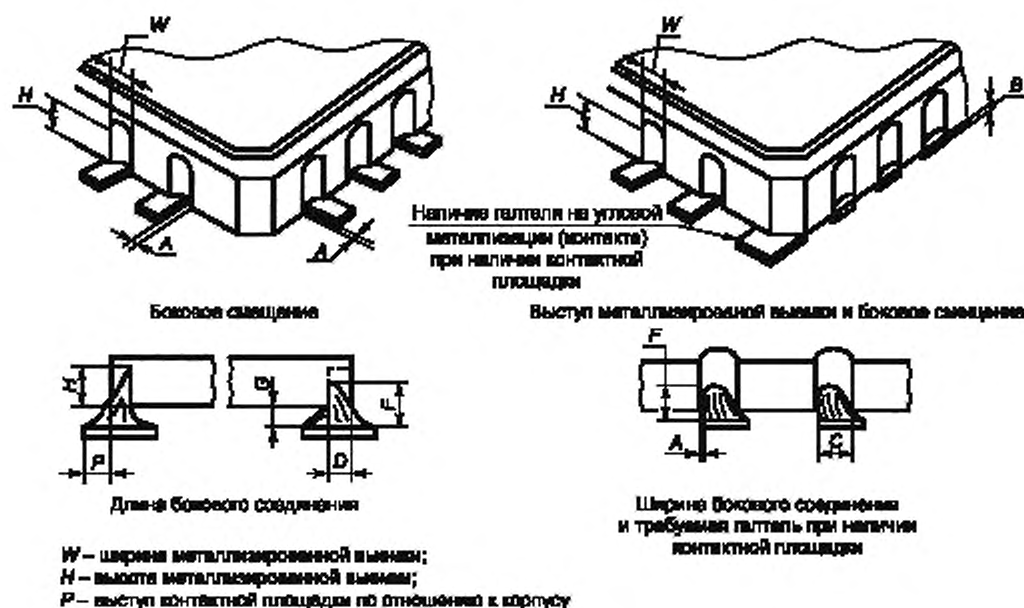 W
W
H
H
B
A
A
Наличие галтели на угловой
металлизации (контакте)
при наличии контактной
площадки
Боковое смещение
Выступ металлизированной выемки и боковое смещение
H
G
F
P
D
F
A
C
Длина бокового соединения
Ширина бокового соединения
и требуемая галтель при наличии
контактной площадки
W – ширина металлизированной выемки;
H – высота металлизированной выемки;
P – выступ контактной площадки по отношению к корпусу